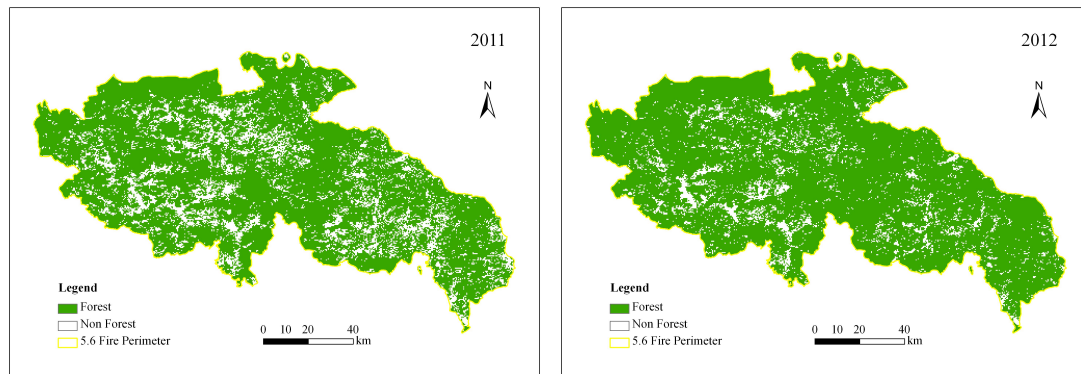 2011
N
Legend
Forest
Non Forest
5.6 Fire Perimeter
0 10 20 40
km
2012
N
Legend
Forest
Non Forest
5.6 Fire Perimeter
0 10 20 40
km